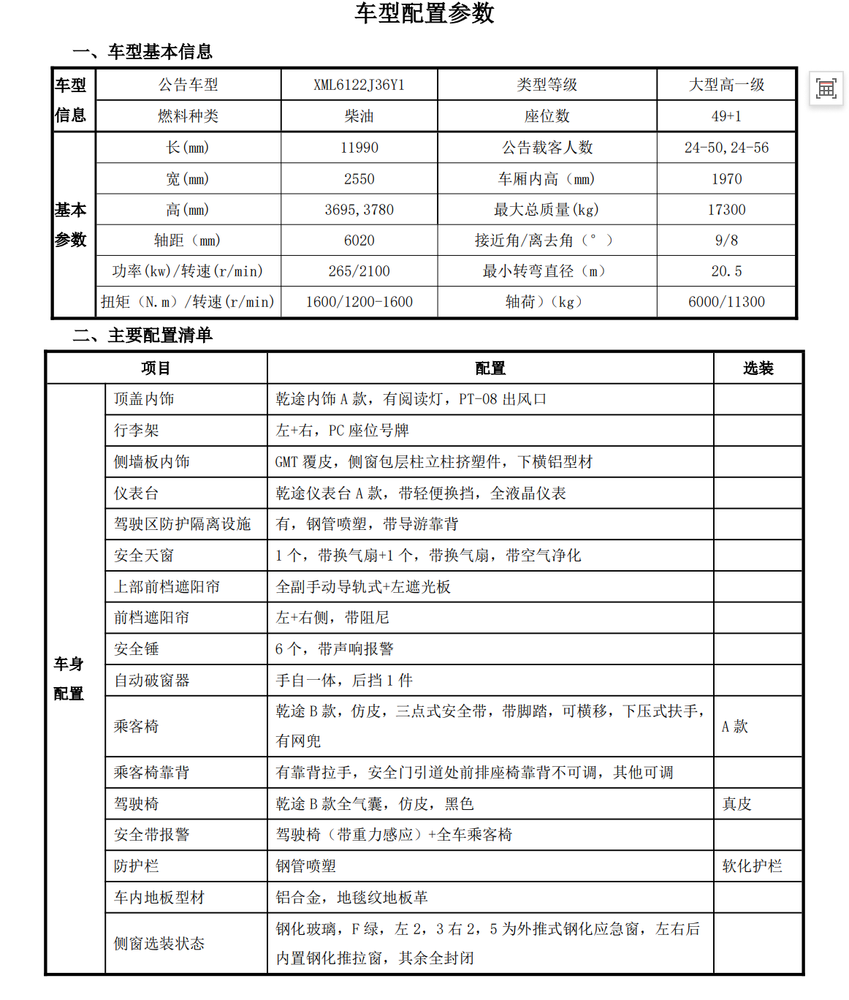 车型配置参数
一、车型基本信息
车型信息 公告车型 XML6122J36Y1 类型等级 大型高一级
燃料种类 柴油 座位数 49+1
基本参数 长(mm) 11990 公告载客人数 24-50,24-56
宽(mm) 2550 车厢内高（mm) 1970
高(mm) 3695,3780 最大总质量(kg) 17300
轴距（mm) 6020 接近角/离去角（°） 9/8
功率(kw)/转速(r/min) 265/2100 最小转弯直径（m） 20.5
扭矩（N.m）/转速(r/min) 1600/1200-1600 轴荷）（kg） 6000/11300
二、主要配置清单
项目 配置 选装
车身配置
顶盖内饰 乾途内饰 A 款，有阅读灯，PT-08 出风口
行李架 左+右，PC 座位号牌
侧墙板内饰 GMT 覆皮，侧窗包层柱立柱挤塑件，下横铝型材
仪表台 乾途仪表台 A 款，带轻便换挡，全液晶仪表
驾驶区防护隔离设施 有，钢管喷塑，带导游靠背
安全天窗 1 个，带换气扇+1 个，带换气扇，带空气净化
上部前档遮阳帘 全副手动导轨式+左遮光板
前档遮阳帘 左+右侧，带阻尼
安全锤 6 个，带声响报警
自动破窗器 手自一体，后挡 1 件
乘客椅 乾途 B 款，仿皮，三点式安全带，带脚踏，可横移，下压式扶手，
有网兜 A 款
乘客椅靠背 有靠背拉手，安全门引道处前排座椅靠背不可调，其他可调
驾驶椅 乾途 B 款全气囊，仿皮，黑色 真皮
安全带报警 驾驶椅（带重力感应）+全车乘客椅
防护栏 钢管喷塑 软化护栏
车内地板型材 铝合金，地毯纹地板革
侧窗选装状态 钢化玻璃，F 绿，左 2，3 右 2，5 为外推式钢化应急窗，左右后
内置钢化推拉窗，其余全封闭